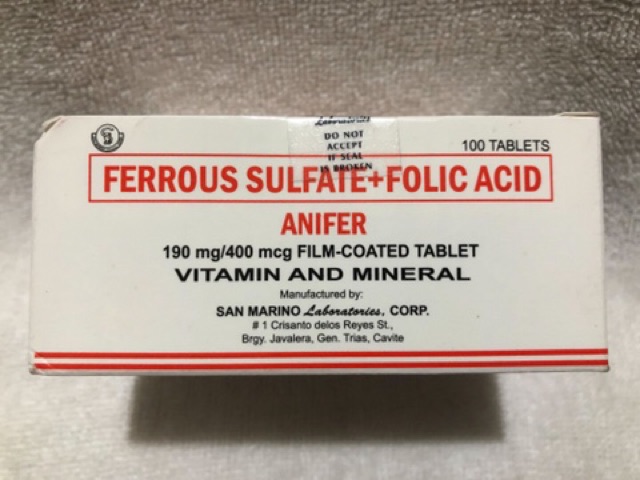 Laboratories
DO NOT
ACCEPT
IF SEAL
IS BROKEN
100 TABLETS
FERROUS SULFATE+FOLIC ACID
ANIFER
190 mg/400 mcg FILM-COATED TABLET
VITAMIN AND MINERAL
Manufactured by:
SAN MARINO Laboratories, CORP.
# 1 Crisanto delos Reyes St.,
Brgy. Javalera, Gen. Trias, Cavite